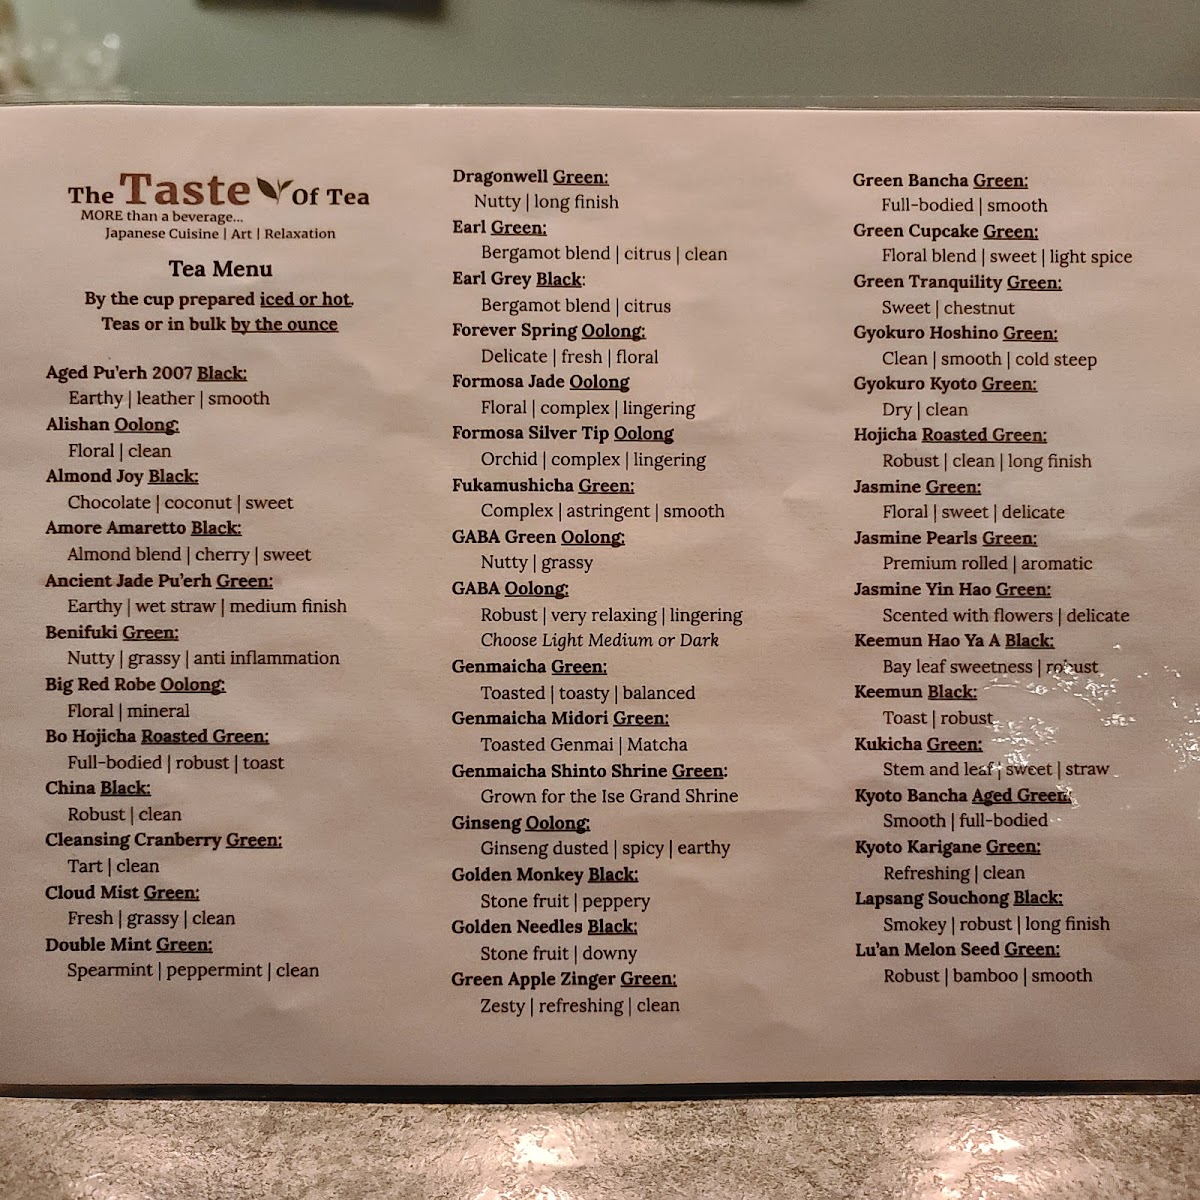 The Taste Of Tea
MORE than a beverage...
Japanese Cuisine | Art | Relaxation
Tea Menu
By the cup prepared iced or hot.
Teas or in bulk by the ounce
Aged Pu'erh 2007 Black:
Earthy | leather | smooth
Alishan Oolong:
Floral | clean
Almond Joy Black:
Chocolate | coconut | sweet
Amore Amaretto Black:
Almond blend | cherry | sweet
Ancient Jade Pu'erh Green:
Earthy | wet straw | medium finish
Benifuki Green:
Nutty | grassy | anti inflammation
Big Red Robe Oolong:
Floral | mineral
Bo Hojicha Roasted Green:
Full-bodied | robust | toast
China Black:
Robust | clean
Cleansing Cranberry Green:
Tart | clean
Cloud Mist Green:
Fresh | grassy | clean
Double Mint Green:
Spearmint | peppermint | clean
Dragonwell Green:
Nutty | long finish
Earl Green:
Bergamot blend | citrus | clean
Earl Grey Black:
Bergamot blend | citrus
Forever Spring Oolong:
Delicate | fresh | floral
Formosa Jade Oolong
Floral | complex | lingering
Formosa Silver Tip Oolong
Orchid | complex | lingering
Fukamushicha Green:
Complex | astringent | smooth
GABA Green Oolong:
Nutty | grassy
GABA Oolong:
Robust | very relaxing | lingering
Choose Light Medium or Dark
Genmaicha Green:
Toasted | toasty | balanced
Genmaicha Midori Green:
Toasted Genmai | Matcha
Genmaicha Shinto Shrine Green:
Grown for the Ise Grand Shrine
Ginseng Oolong:
Ginseng dusted | spicy | earthy
Golden Monkey Black:
Stone fruit | peppery
Golden Needles Black:
Stone fruit | downy
Green Apple Zinger Green:
Zesty | refreshing | clean
Green Bancha Green:
Full-bodied | smooth
Green Cupcake Green:
Floral blend | sweet | light spice
Green Tranquility Green:
Sweet | chestnut
Gyokuro Hoshino Green:
Clean | smooth | cold steep
Gyokuro Kyoto Green:
Dry | clean
Hojicha Roasted Green:
Robust | clean | long finish
Jasmine Green:
Floral | sweet | delicate
Jasmine Pearls Green:
Premium rolled | aromatic
Jasmine Yin Hao Green:
Scented with flowers | delicate
Keemun Hao Ya A Black:
Bay leaf sweetness | robust
Keemun Black:
Toast | robust
Kukicha Green:
Stem and leaf | sweet | straw
Kyoto Bancha Aged Green:
Smooth | full-bodied
Kyoto Karigane Green:
Refreshing | clean
Lapsang Souchong Black:
Smokey | robust | long finish
Lu'an Melon Seed Green:
Robust | bamboo | smooth